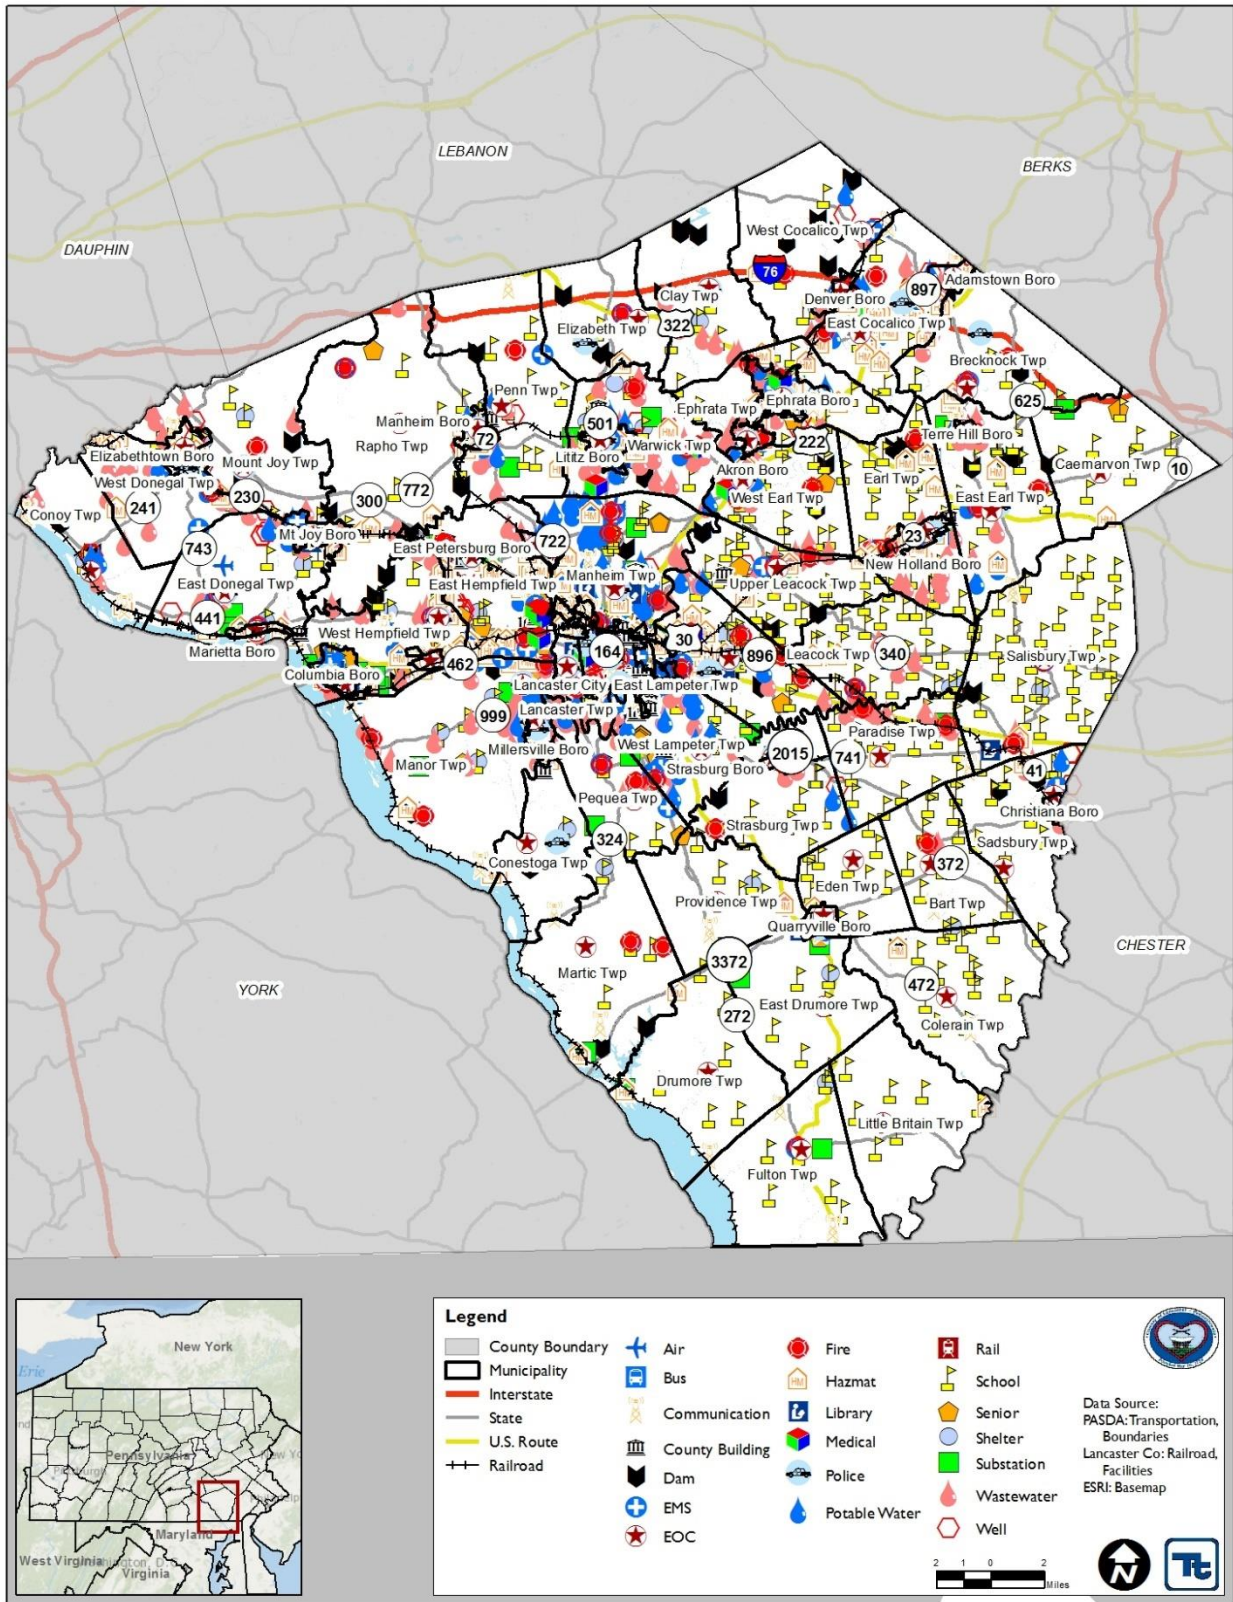 LEBANON
BERKS
DAUPHIN
West Cocalico Twp
76
Adamstown Boro
897
Clay Twp
Denver Boro
322
East Cocalico Twp
Elizabeth Twp
Brecknock Twp
Penn Twp
625
Ephrata Twp
Ephrata Boro
Manheim Boro
501
72
Terre Hill Boro
222
Rapho Twp
Warwick Twp
Elizabethtown Boro
Lititz Boro
Mount Joy Twp
Akron Boro
Caernarvon Twp
10
Earl Twp
West Donegal Twp
772
West Earl Twp
East Earl Twp
230
300
241
Conoy Twp
Mt Joy Boro
23
722
743
East Petersburg Boro
New Holland Boro
Manheim Twp
East Donegal Twp
East Hempfield Twp
Upper Leacock Twp
441
West Hempfield Twp
30
Marietta Boro
164
896
Leacock Twp
340
Salisbury Twp
462
Columbia Boro
Lancaster City
East Lampeter Twp
Lancaster Twp
999
Paradise Twp
Millersville Boro
West Lampeter Twp
2015
741
Manor Twp
Strasburg Boro
41
Pequea Twp
Christiana Boro
Strasburg Twp
324
Sadsbury Twp
Conestoga Twp
372
Eden Twp
Providence Twp
Bart Twp
Quarryville Boro
CHESTER
Martic Twp
3372
YORK
472
East Drumore Twp
272
Colerain Twp
Drumore Twp
Little Britain Twp
Fulton Twp
Legend
County Boundary
Municipality
Interstate
State
U.S. Route
Railroad
Air
Bus
Communication
County Building
Dam
EMS
EOC
Fire
Hazmat
HM
Library
Medical
Police
Potable Water
Rail
School
Senior
Shelter
Substation
Wastewater
Well
Data Source:
PASDA: Transportation,
Boundaries
Lancaster Co: Railroad,
Facilities
ESRI: Basemap
2 1 0 2
Miles
N
Tt
New York
Erie
Pennsylvania
Pittsburgh
Maryland
West Virginia
Virginia